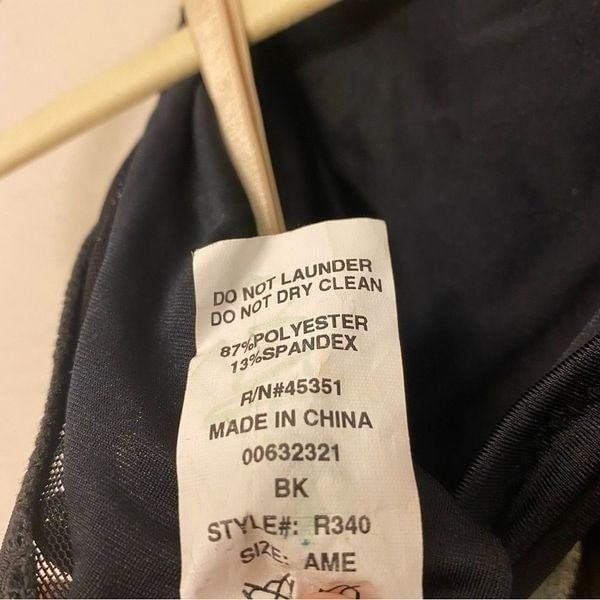 DO NOT LAUNDER
DO NOT DRY CLEAN
87%POLYESTER
13%SPANDEX
R/N#45351
MADE IN CHINA
00632321
BK
STYLE#: R340
SIZE: AME